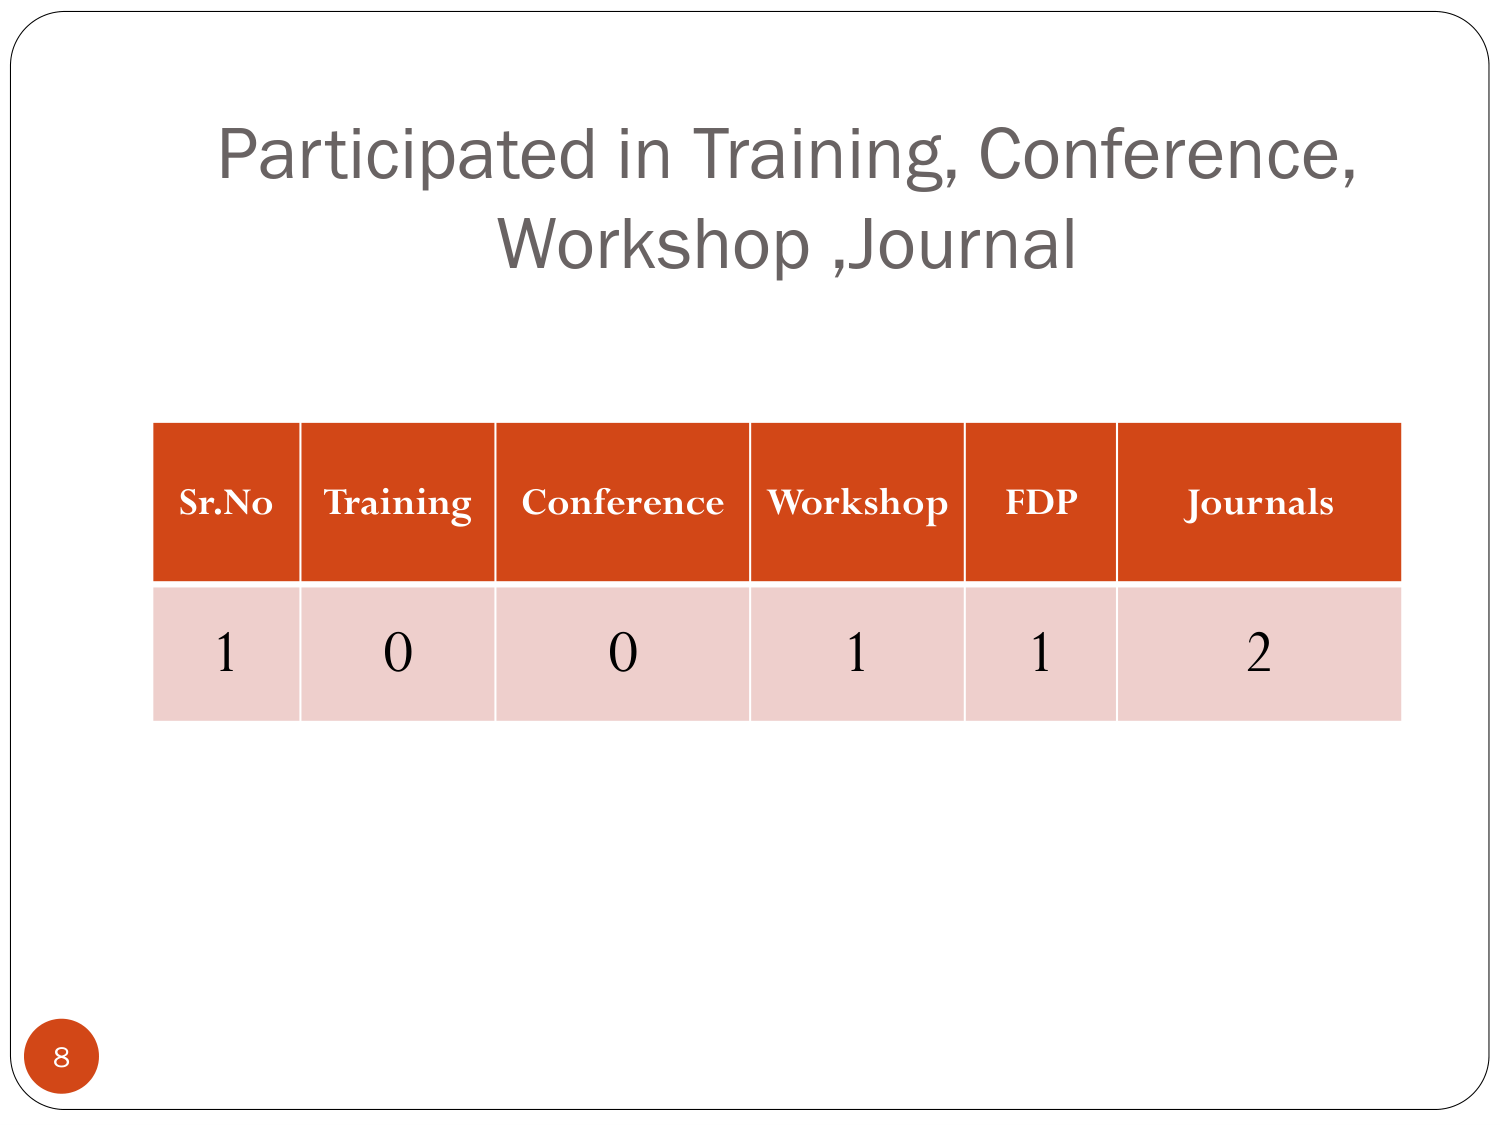 Participated in Training, Conference,
Workshop ,Journal
Sr.No Training Conference Workshop FDP Journals
1 0 0 1 1 2
8